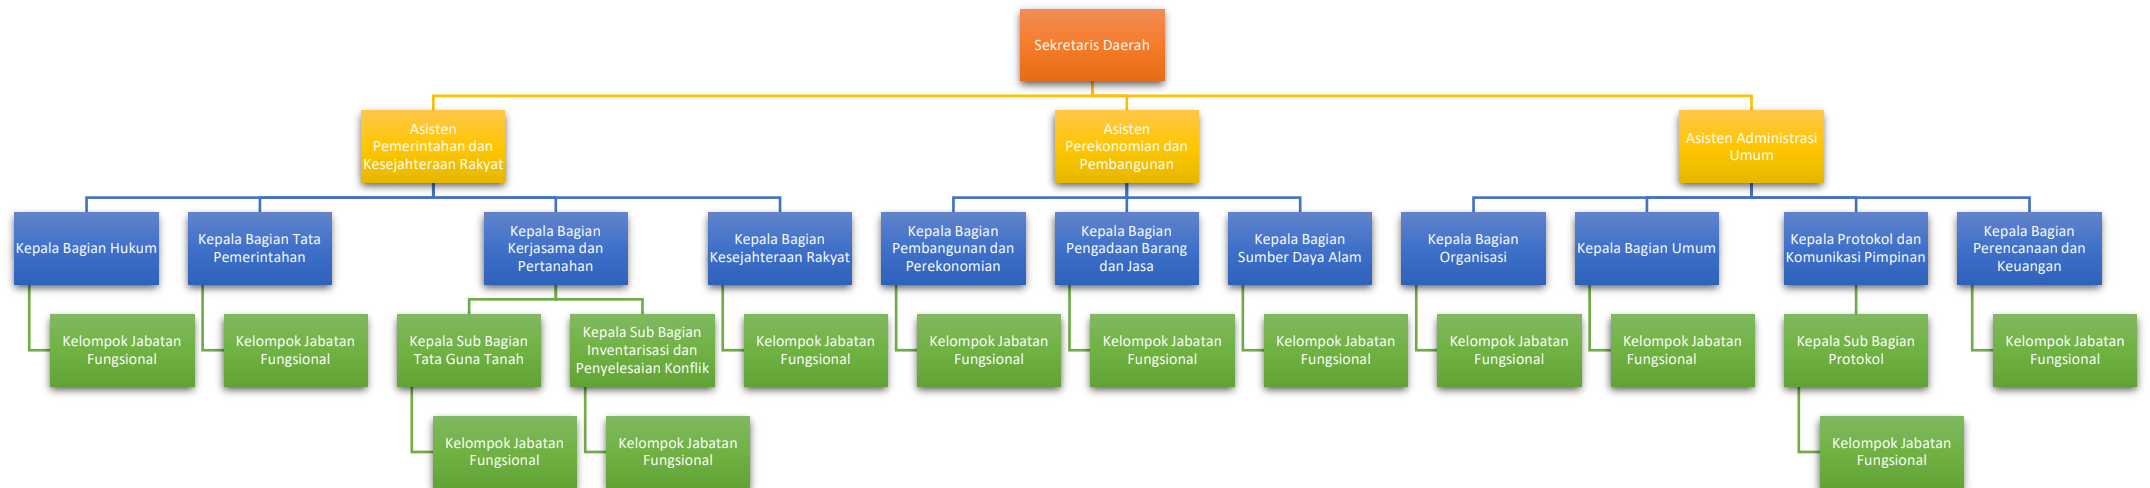 Sekretaris Daerah
Asisten
Pemerintahan dan
Kesejahteraan Rakyat
Asisten
Perekonomian dan
Pembangunan
Asisten Administrasi
Umum
Kepala Bagian Hukum
Kepala Bagian Tata
Pemerintahan
Kepala Bagian
Kerjasama dan
Pertanahan
Kepala Bagian
Kesejahteraan Rakyat
Kepala Bagian
Pembangunan dan
Perekonomian
Kepala Bagian
Pengadaan Barang
dan Jasa
Kepala Bagian
Sumber Daya Alam
Kepala Bagian
Organisasi
Kepala Bagian Umum
Kepala Protokol dan
Komunikasi Pimpinan
Kepala Bagian
Perencanaan dan
Keuangan
Kelompok Jabatan
Fungsional
Kelompok Jabatan
Fungsional
Kepala Sub Bagian
Tata Guna Tanah
Kepala Sub Bagian
Inventarisasi dan
Penyelesaian Konflik
Kelompok Jabatan
Fungsional
Kelompok Jabatan
Fungsional
Kelompok Jabatan
Fungsional
Kelompok Jabatan
Fungsional
Kelompok Jabatan
Fungsional
Kelompok Jabatan
Fungsional
Kepala Sub Bagian
Protokol
Kelompok Jabatan
Fungsional
Kelompok Jabatan
Fungsional
Kelompok Jabatan
Fungsional
Kelompok Jabatan
Fungsional